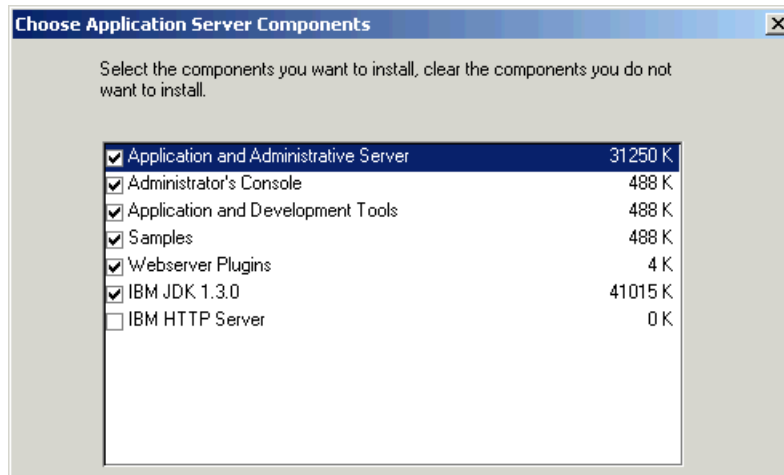 Choose Application Server Components
Select the components you want to install, clear the components you do not
want to install.
Application and Administrative Server 31250 K
Administrator's Console 488 K
Application and Development Tools 488 K
Samples 488 K
Webserver Plugins 4 K
IBM JDK 1.3.0 41015 K
IBM HTTP Server 0 K